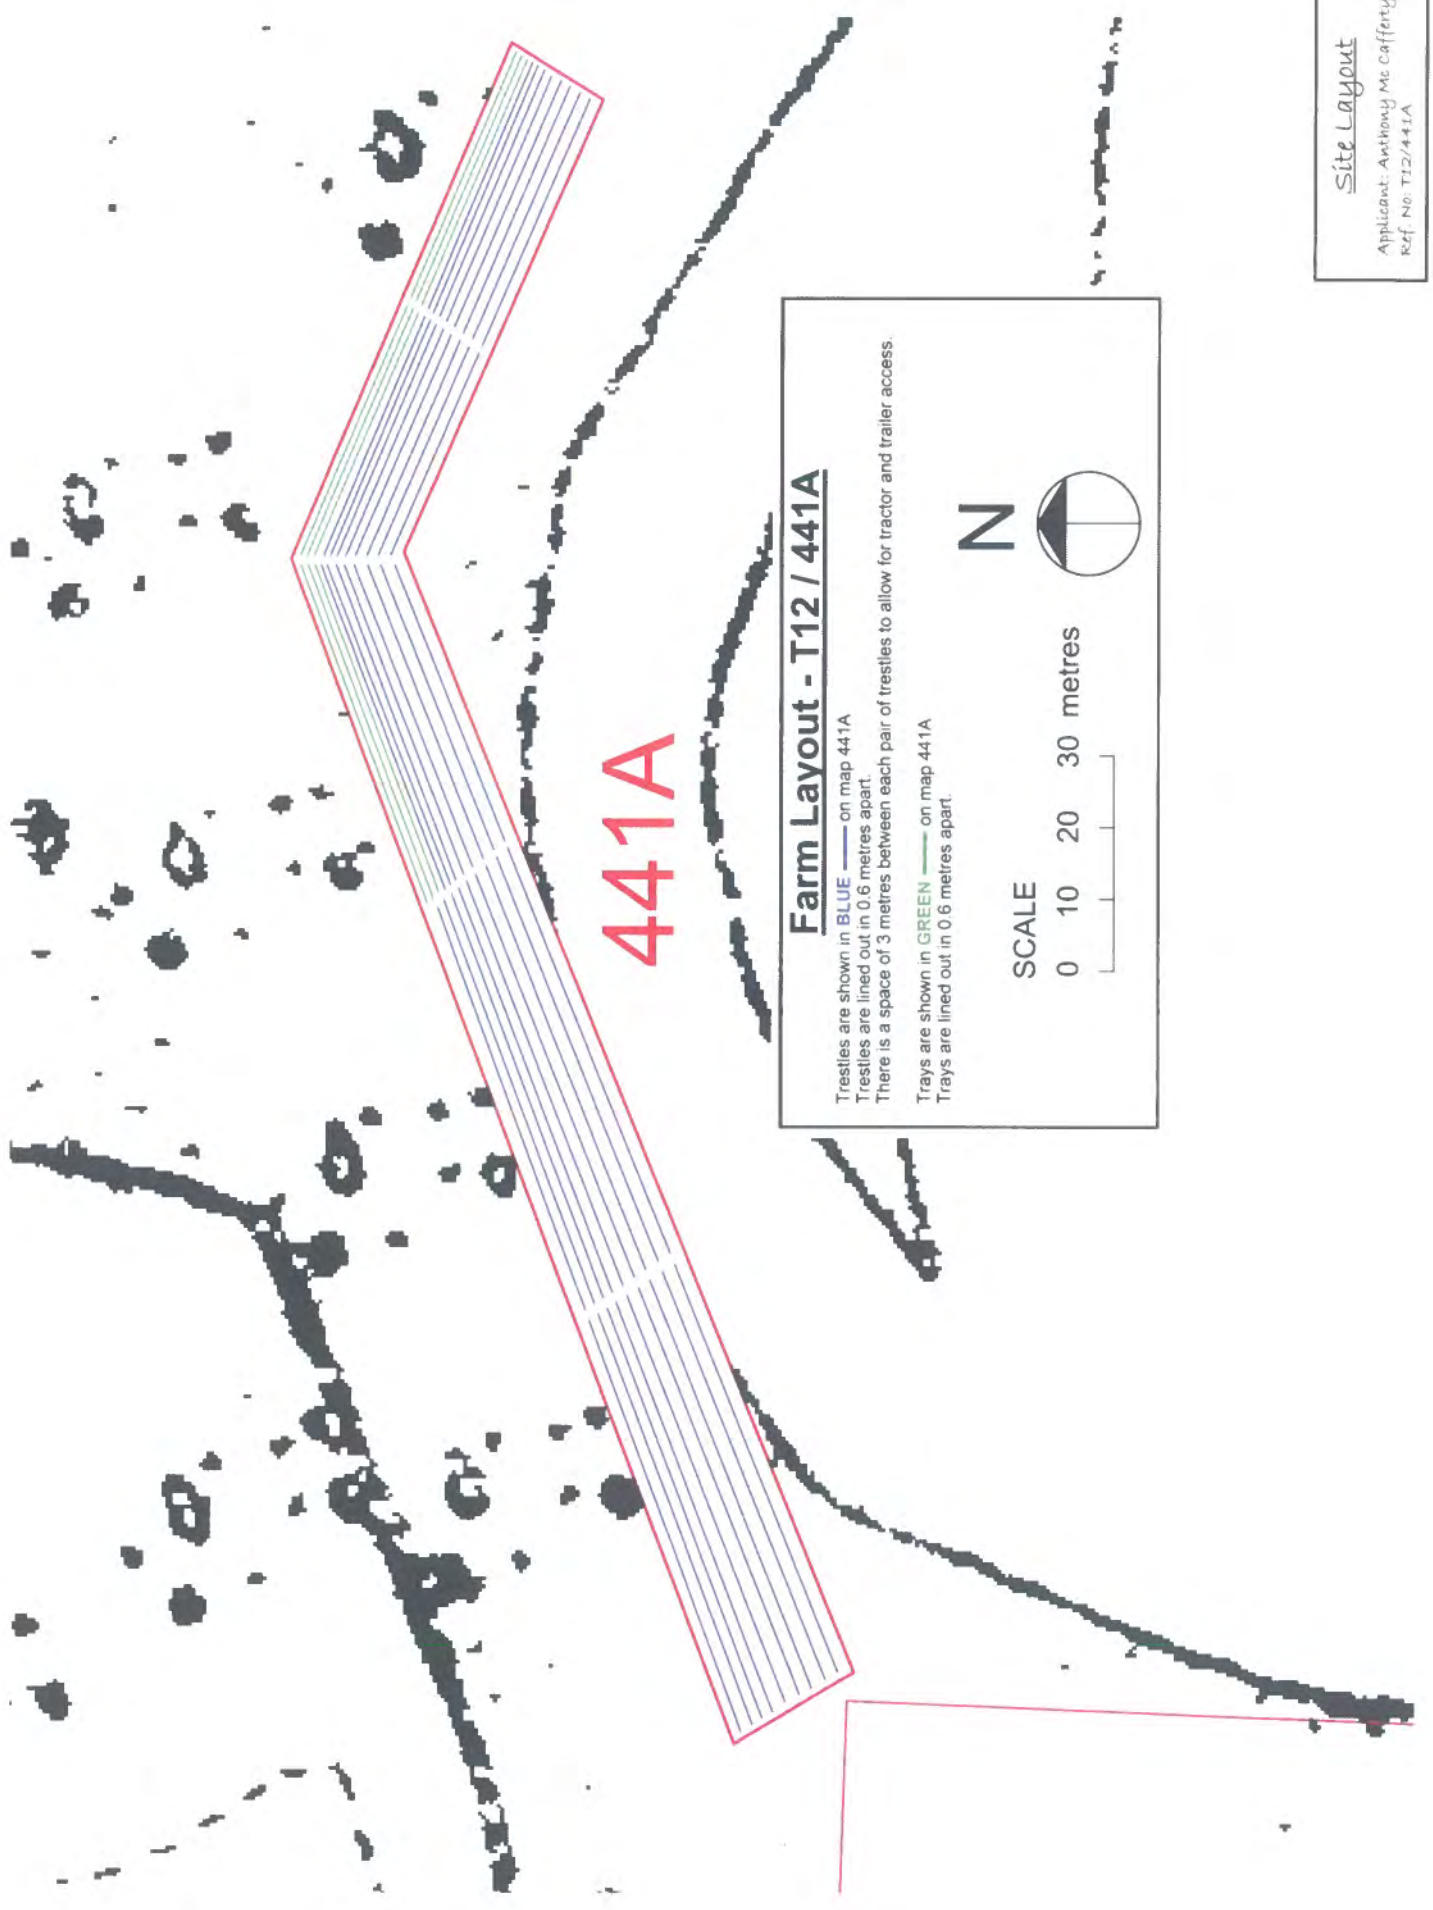 441A
Farm Layout - T12 / 441A
Trestles are shown in BLUE on map 441A
Trestles are lined out in 0.6 metres apart.
There is a space of 3 metres between each pair of trestles to allow for tractor and trailer access.
Trays are shown in GREEN on map 441A
Trays are lined out in 0.6 metres apart.
SCALE
0 10 20 30 metres
N
Site Layout
Applicant: Anthony Mc Cafferty
Ref. No: T12/441A